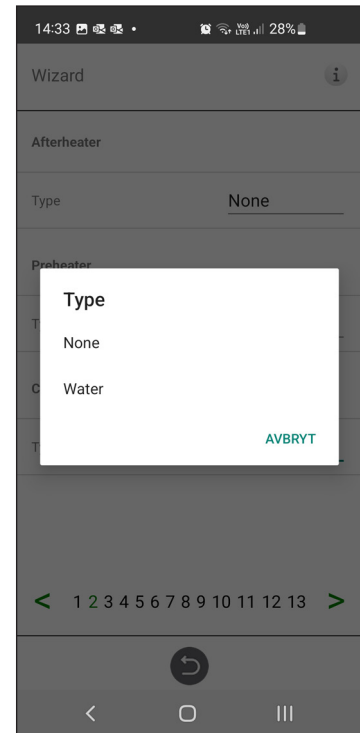 14:33 28%
Wizard i
Afterheater
Type None
Preheater
T
Type
None
C
Water
AVBRYT
T
< 1 2 3 4 5 6 7 8 9 10 11 12 13 >